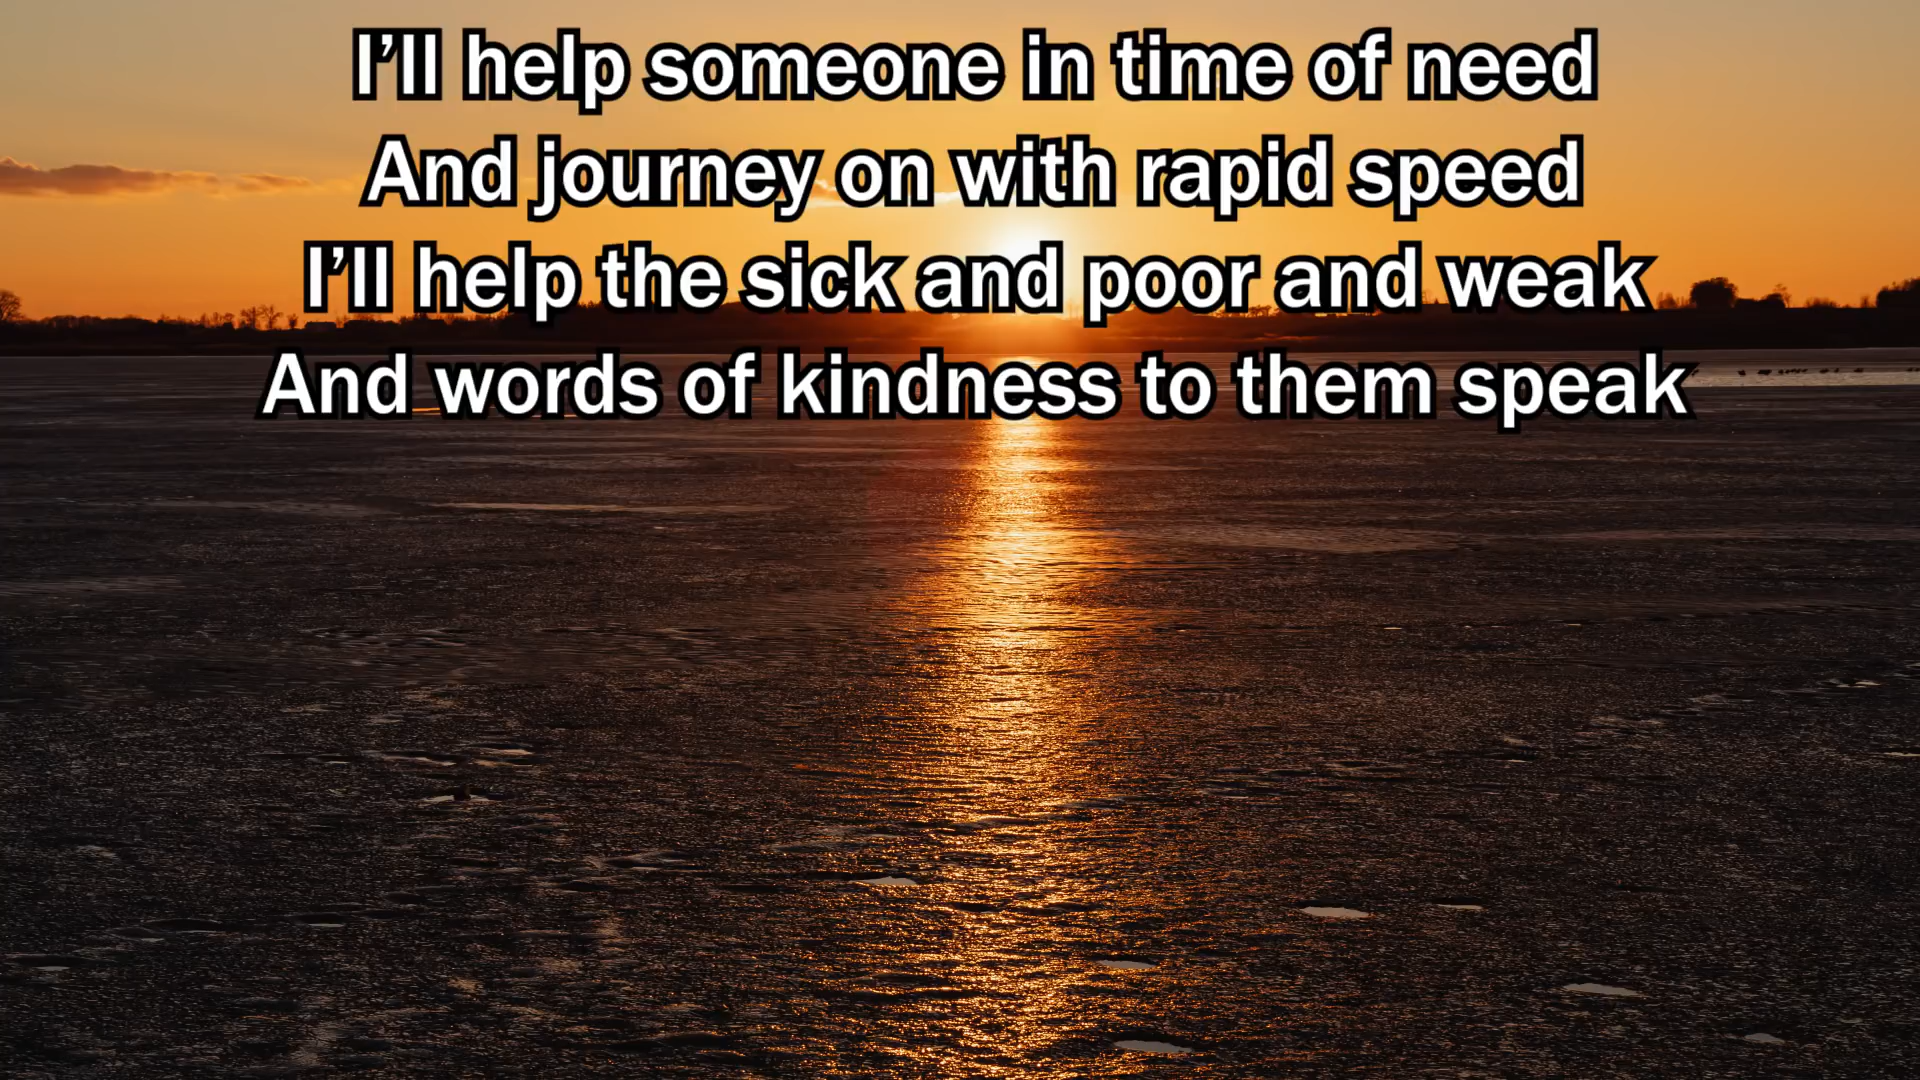 I’ll help someone in time of need
And journey on with rapid speed
I’ll help the sick and poor and weak
And words of kindness to them speak